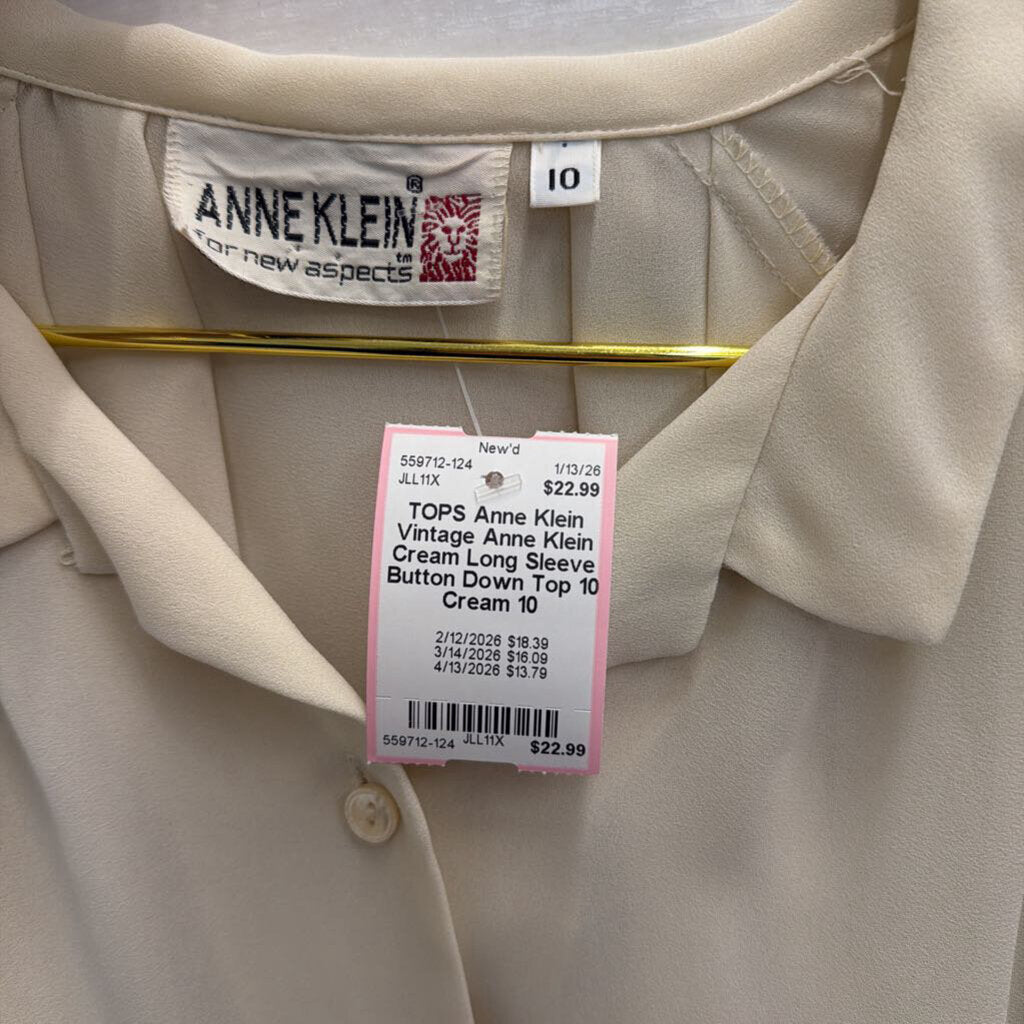 ANNE KLEIN ®
for new aspects tm
10
New'd
559712-124 1/13/26
JLL11X $22.99
TOPS Anne Klein
Vintage Anne Klein
Cream Long Sleeve
Button Down Top 10
Cream 10
2/12/2026 $18.39
3/14/2026 $16.09
4/13/2026 $13.79
559712-124 JLL11X $22.99